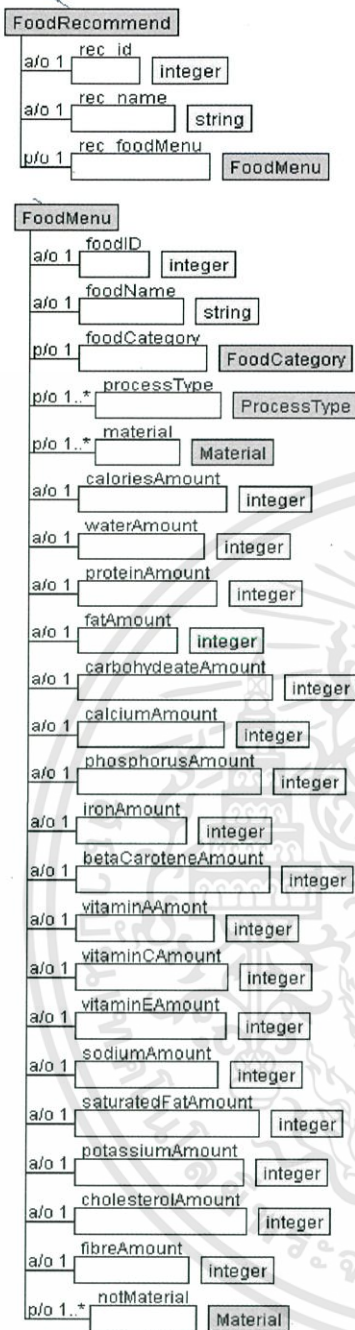 FoodRecommend
a/o 1 rec_id integer
a/o 1 rec_name string
p/o 1 rec_foodMenu FoodMenu
FoodMenu
a/o 1 foodID integer
a/o 1 foodName string
p/o 1 foodCategory FoodCategory
p/o 1..* processType ProcessType
p/o 1..* material Material
a/o 1 caloriesAmount integer
a/o 1 waterAmount integer
a/o 1 proteinAmount integer
a/o 1 fatAmount integer
a/o 1 carbohydeateAmount integer
a/o 1 calciumAmount integer
a/o 1 phosphorusAmount integer
a/o 1 ironAmount integer
a/o 1 betaCaroteneAmount integer
a/o 1 vitaminAAmont integer
a/o 1 vitaminCAmount integer
a/o 1 vitaminEAmount integer
a/o 1 sodiumAmount integer
a/o 1 saturatedFatAmount integer
a/o 1 potassiumAmount integer
a/o 1 cholesterolAmount integer
a/o 1 fibreAmount integer
p/o 1..* notMaterial Material